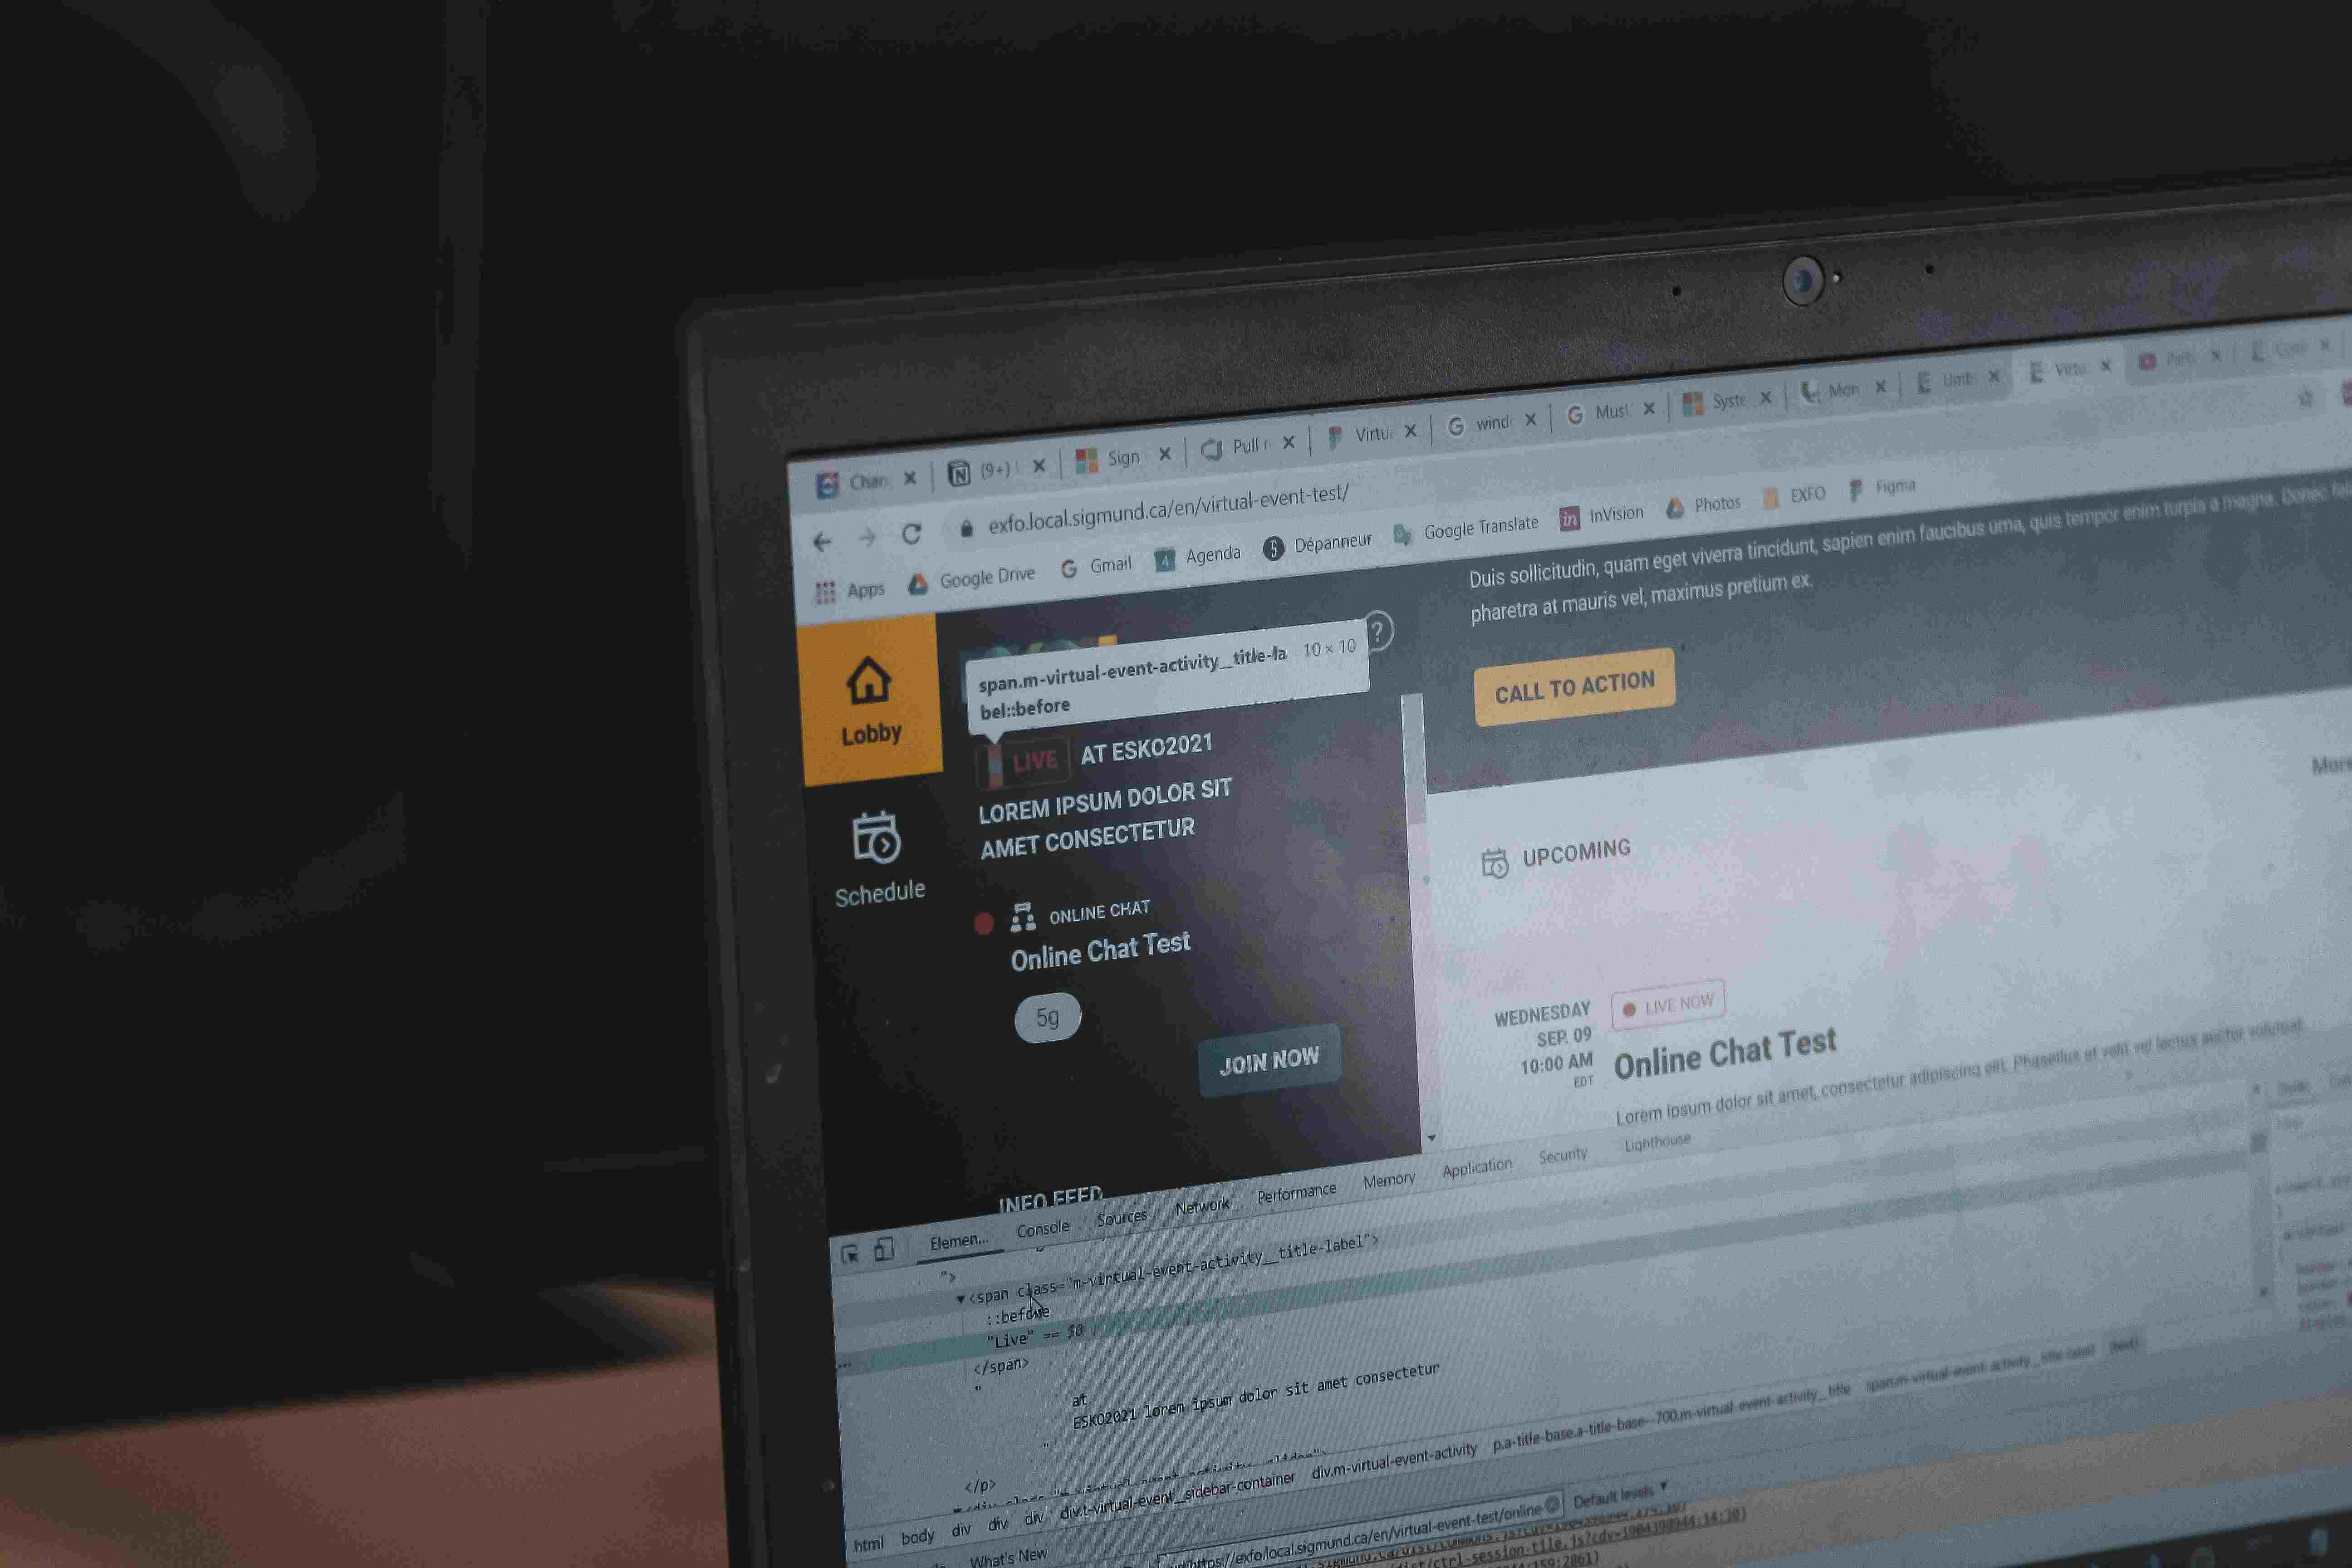 Chan
(9+)
Sign
Pull r
Virtu
wind
Musi
Syste
Mon
Umb
Virtu
exfo.local.sigmund.ca/en/virtual-event-test/
Apps
Google Drive
Gmail
4 Agenda
Dépanneur
Google Translate
in InVision
Photos
EXFO
Figma
Lobby
Schedule
span.m-virtual-event-activity__title-la 10 × 10
bel::before
?
LIVE AT ESKO2021
LOREM IPSUM DOLOR SIT
AMET CONSECTETUR
ONLINE CHAT
Online Chat Test
5g
JOIN NOW
INFO FEED
Duis sollicitudin, quam eget viverra tincidunt, sapien enim faucibus urna, quis tempor enim turpis a magna. Donec
pharetra at mauris vel, maximus pretium ex.
CALL TO ACTION
More
UPCOMING
WEDNESDAY
SEP. 09
10:00 AM
EDT
LIVE NOW
Online Chat Test
Lorem ipsum dolor sit amet, consectetur adipiscing elit. Phasellus et velit vel lectus auctor volutpat.
Elemen...
Console
Sources
Network
Performance
Memory
Application
Security
Lighthouse
">
<span class="m-virtual-event-activity__title-label">
::before
"Live" == $0
</span>
"
at
ESKO2021 lorem ipsum dolor sit amet consectetur
"
</p>
html body div div div div.t-virtual-event__sidebar-container div.m-virtual-event-activity p.a-title-base.a-title-base--700.m-virtual-event-activity__title span.m-virtual-event-activity__title-label (text)
What's New
url:https://exfo.local.sigmund.ca/en/virtual-event-test/online
Default levels